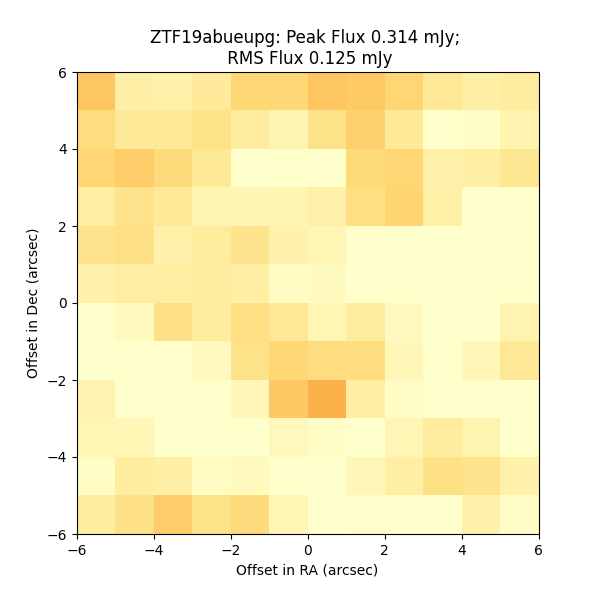 ZTF19abueupg: Peak Flux 0.314 mJy;
RMS Flux 0.125 mJy
6
4
2
0
−2
−4
−6
Offset in Dec (arcsec)
−6 −4 −2 0 2 4 6
Offset in RA (arcsec)